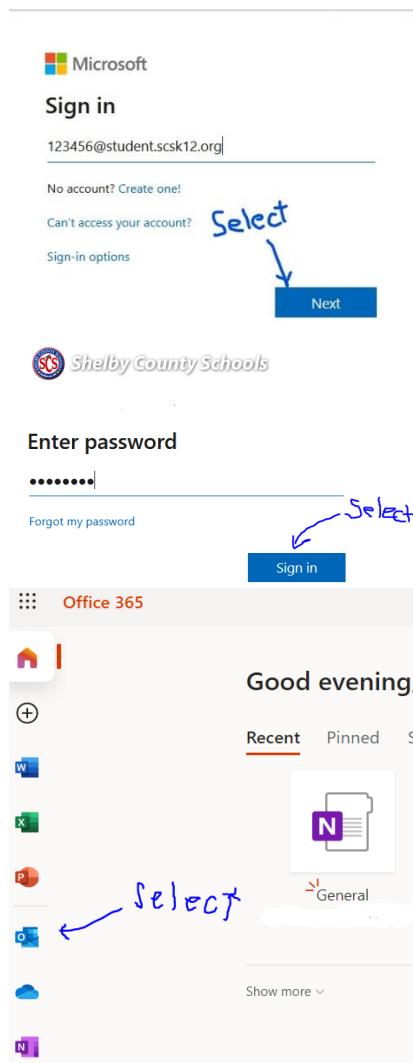 Microsoft
Sign in
123456@student.scsk12.org
No account? Create one!
Can't access your account?
Select
Sign-in options
Next
SCS Shelby County Schools
Enter password
Forgot my password
Select
Sign in
Office 365
Good evening,
Recent Pinned S
W
X
N
P
General
Select
O
Show more
N